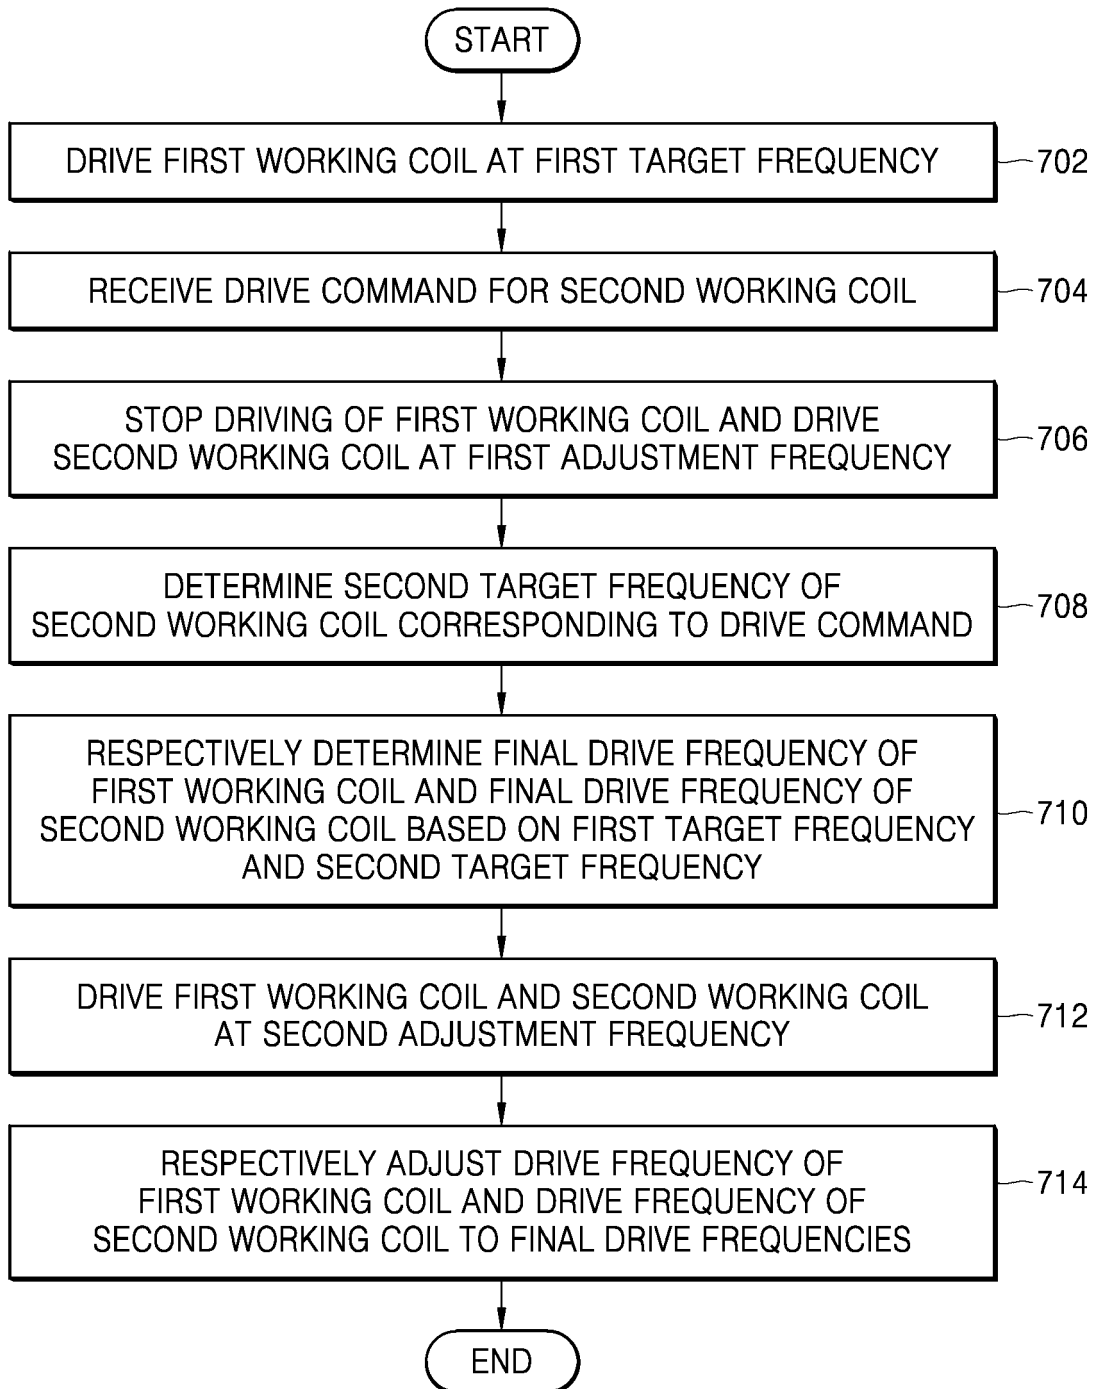 START
DRIVE FIRST WORKING COIL AT FIRST TARGET FREQUENCY
702
RECEIVE DRIVE COMMAND FOR SECOND WORKING COIL
704
STOP DRIVING OF FIRST WORKING COIL AND DRIVE
SECOND WORKING COIL AT FIRST ADJUSTMENT FREQUENCY
706
DETERMINE SECOND TARGET FREQUENCY OF
SECOND WORKING COIL CORRESPONDING TO DRIVE COMMAND
708
RESPECTIVELY DETERMINE FINAL DRIVE FREQUENCY OF
FIRST WORKING COIL AND FINAL DRIVE FREQUENCY OF
SECOND WORKING COIL BASED ON FIRST TARGET FREQUENCY
AND SECOND TARGET FREQUENCY
710
DRIVE FIRST WORKING COIL AND SECOND WORKING COIL
AT SECOND ADJUSTMENT FREQUENCY
712
RESPECTIVELY ADJUST DRIVE FREQUENCY OF
FIRST WORKING COIL AND DRIVE FREQUENCY OF
SECOND WORKING COIL TO FINAL DRIVE FREQUENCIES
714
END